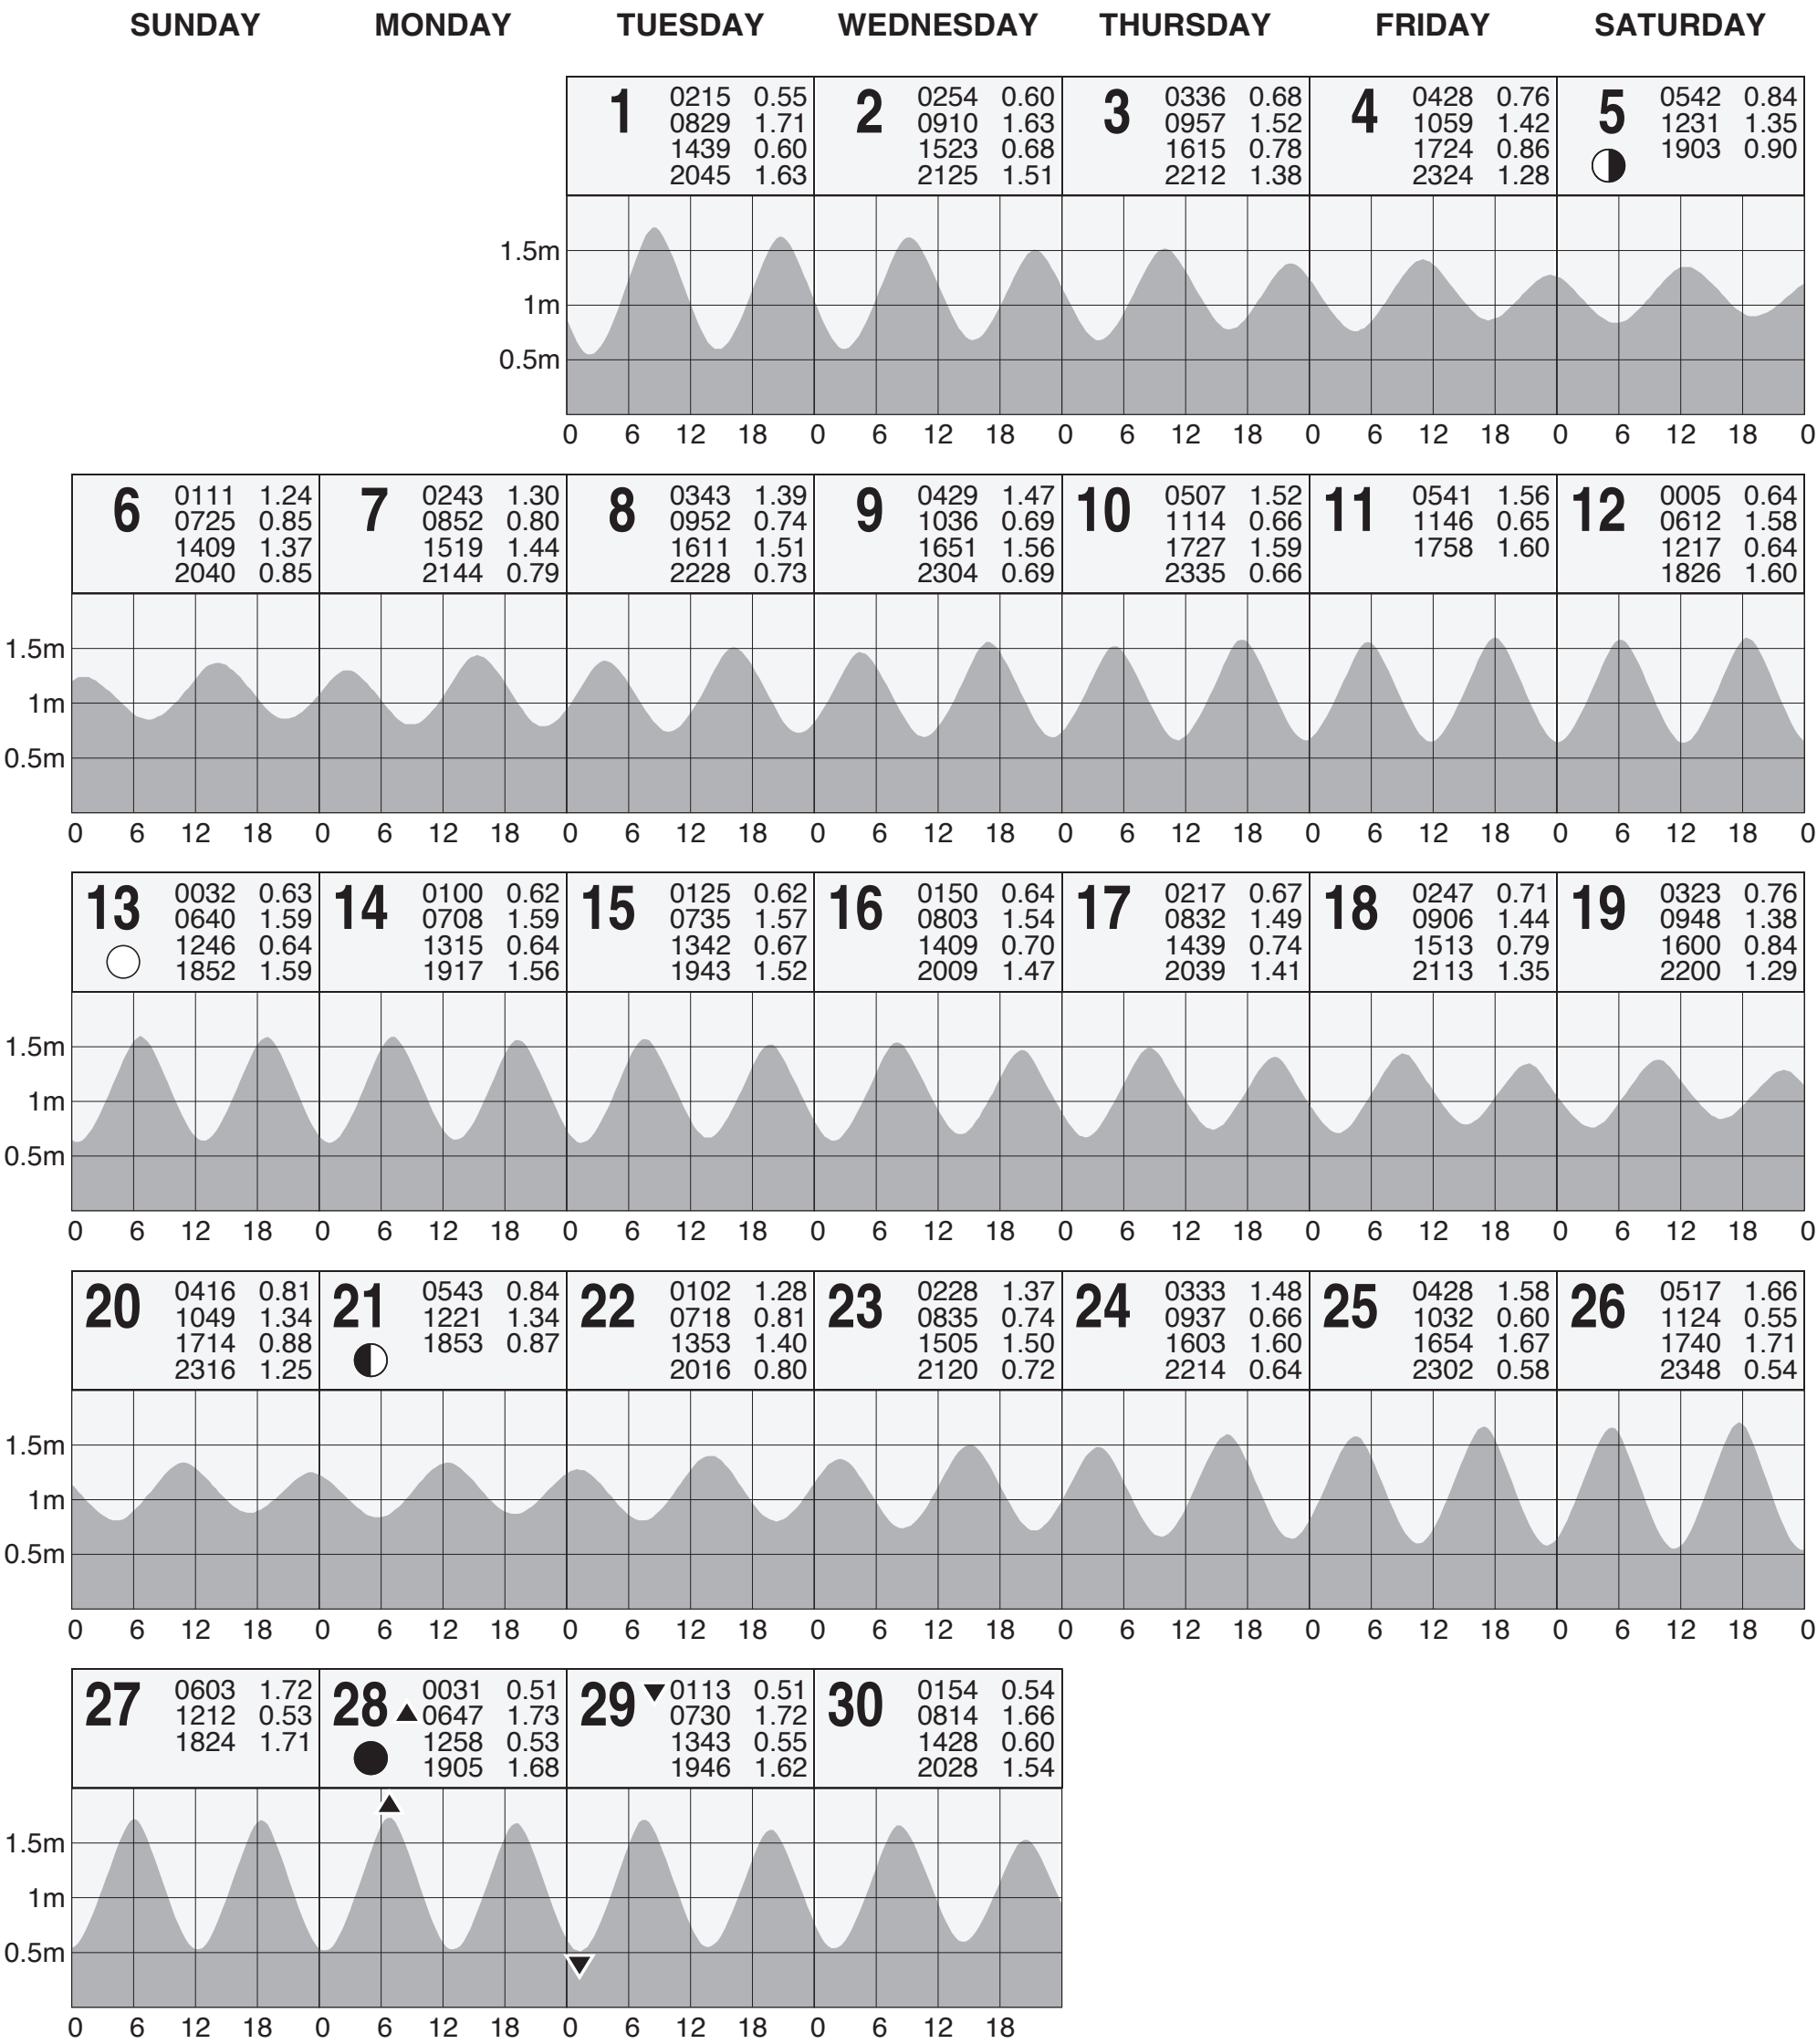 SUNDAY MONDAY TUESDAY WEDNESDAY THURSDAY FRIDAY SATURDAY
1 0215 0.55
0829 1.71
1439 0.60
2045 1.63
2 0254 0.60
0910 1.63
1523 0.68
2125 1.51
3 0336 0.68
0957 1.52
1615 0.78
2212 1.38
4 0428 0.76
1059 1.42
1724 0.86
2324 1.28
5 0542 0.84
1231 1.35
1903 0.90
1.5m
1m
0.5m
0 6 12 18 0 6 12 18 0 6 12 18 0 6 12 18 0 6 12 18 0
6 0111 1.24
0725 0.85
1409 1.37
2040 0.85
7 0243 1.30
0852 0.80
1519 1.44
2144 0.79
8 0343 1.39
0952 0.74
1611 1.51
2228 0.73
9 0429 1.47
1036 0.69
1651 1.56
2304 0.69
10 0507 1.52
1114 0.66
1727 1.59
2335 0.66
11 0541 1.56
1146 0.65
1758 1.60
12 0005 0.64
0612 1.58
1217 0.64
1826 1.60
1.5m
1m
0.5m
0 6 12 18 0 6 12 18 0 6 12 18 0 6 12 18 0 6 12 18 0 6 12 18 0 6 12 18 0
13 0032 0.63
0640 1.59
1246 0.64
1852 1.59
14 0100 0.62
0708 1.59
1315 0.64
1917 1.56
15 0125 0.62
0735 1.57
1342 0.67
1943 1.52
16 0150 0.64
0803 1.54
1409 0.70
2009 1.47
17 0217 0.67
0832 1.49
1439 0.74
2039 1.41
18 0247 0.71
0906 1.44
1513 0.79
2113 1.35
19 0323 0.76
0948 1.38
1600 0.84
2200 1.29
1.5m
1m
0.5m
0 6 12 18 0 6 12 18 0 6 12 18 0 6 12 18 0 6 12 18 0 6 12 18 0 6 12 18 0
20 0416 0.81
1049 1.34
1714 0.88
2316 1.25
21 0543 0.84
1221 1.34
1853 0.87
22 0102 1.28
0718 0.81
1353 1.40
2016 0.80
23 0228 1.37
0835 0.74
1505 1.50
2120 0.72
24 0333 1.48
0937 0.66
1603 1.60
2214 0.64
25 0428 1.58
1032 0.60
1654 1.67
2302 0.58
26 0517 1.66
1124 0.55
1740 1.71
2348 0.54
1.5m
1m
0.5m
0 6 12 18 0 6 12 18 0 6 12 18 0 6 12 18 0 6 12 18 0 6 12 18 0 6 12 18 0
27 0603 1.72
1212 0.53
1824 1.71
28 0031 0.51
0647 1.73
1258 0.53
1905 1.68
29 0113 0.51
0730 1.72
1343 0.55
1946 1.62
30 0154 0.54
0814 1.66
1428 0.60
2028 1.54
1.5m
1m
0.5m
0 6 12 18 0 6 12 18 0 6 12 18 0 6 12 18